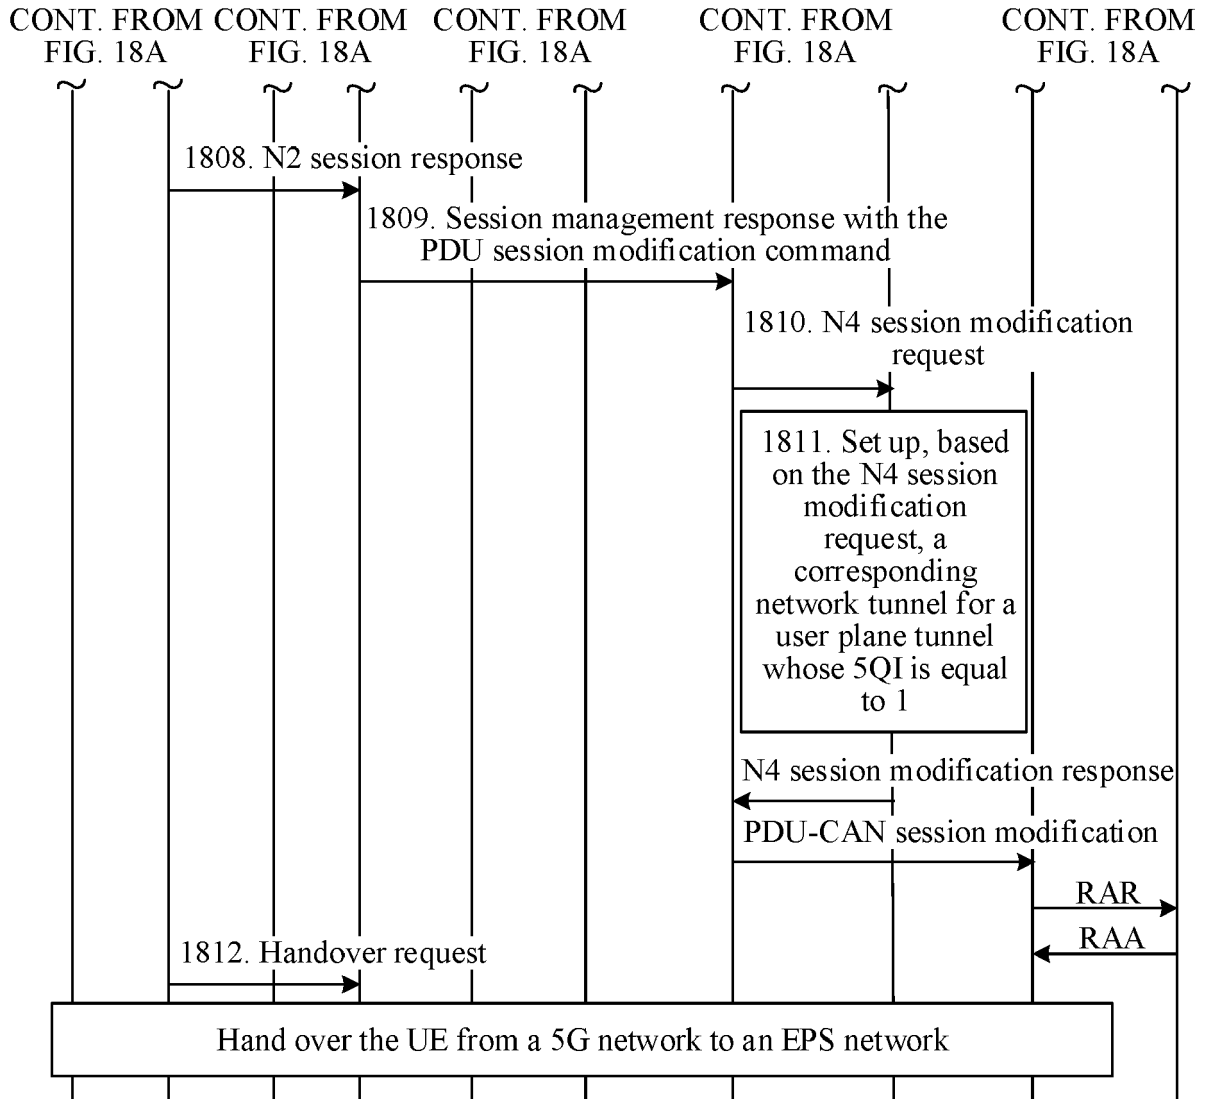 CONT. FROM FIG. 18A
CONT. FROM FIG. 18A
CONT. FROM FIG. 18A
CONT. FROM FIG. 18A
CONT. FROM FIG. 18A
1808. N2 session response
1809. Session management response with the
PDU session modification command
1810. N4 session modification
request
1811. Set up, based
on the N4 session
modification
request, a
corresponding
network tunnel for a
user plane tunnel
whose 5QI is equal
to 1
N4 session modification response
PDU-CAN session modification
RAR
RAA
1812. Handover request
Hand over the UE from a 5G network to an EPS network